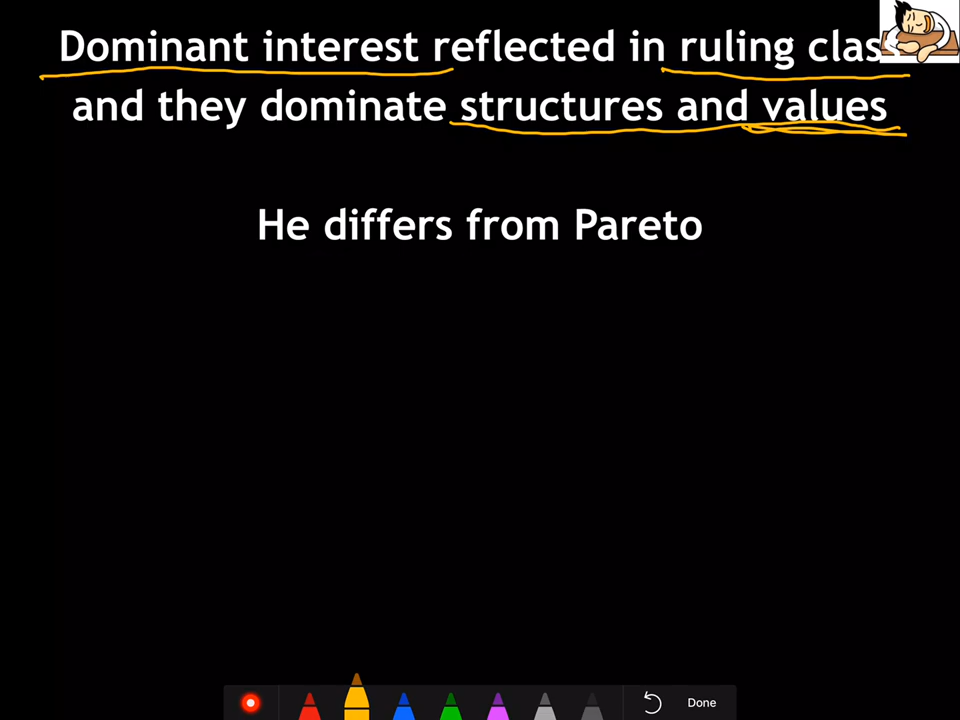 Dominant interest reflected in ruling class
and they dominate structures and values
He differs from Pareto
Done